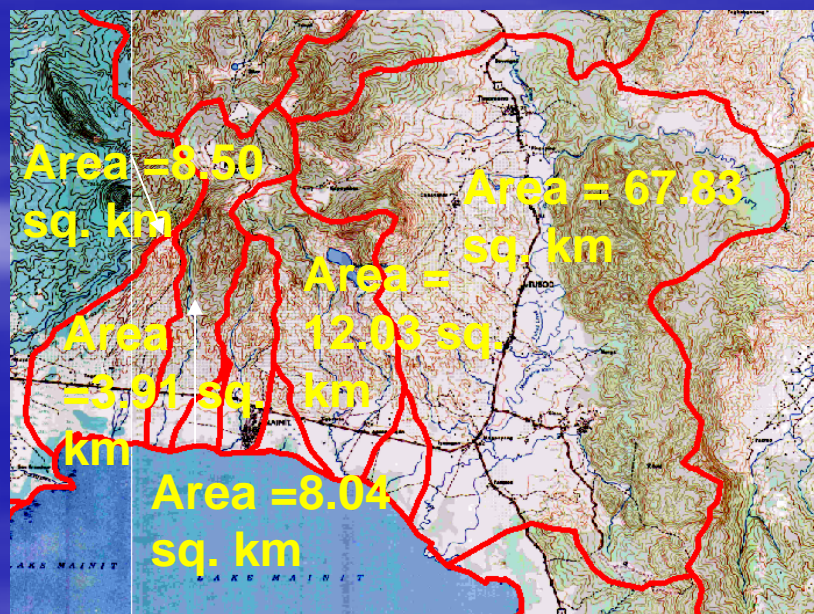 Area =8.50
sq. km
Area = 67.83
sq. km
Area =
12.03 sq.
km
Area
=3.91 sq.
km
TUBOD
MAINIT
Area =8.04
sq. km
LAKE MAINIT
LAKE MAINIT